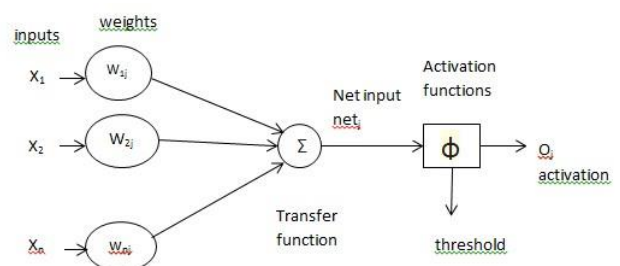 inputs
weights
X1
W1j
X2
W2j
Xn
Wnj
Σ
Transfer
function
Net input
netj
Activation
functions
ϕ
Oj
activation
threshold